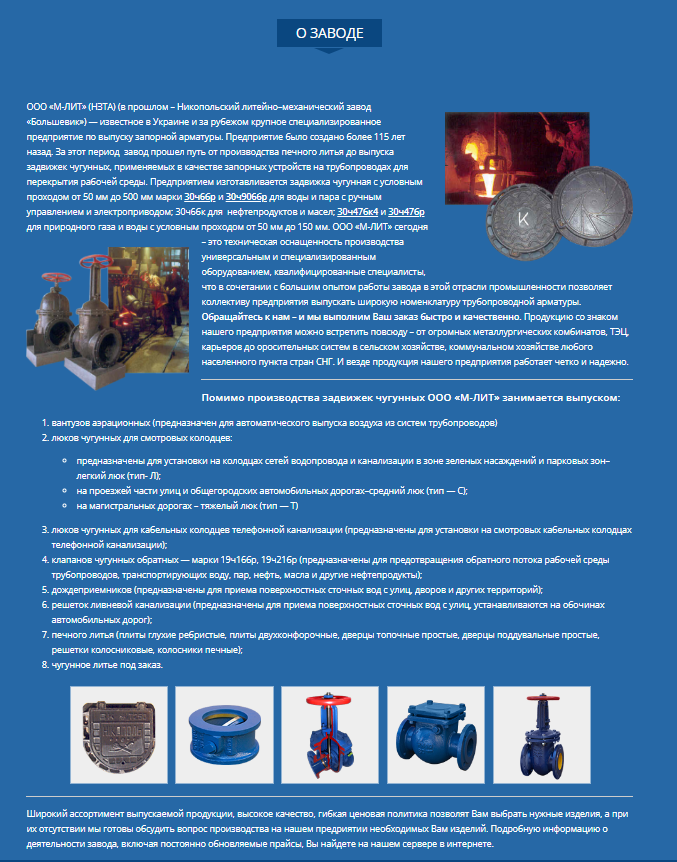 О ЗАВОДЕ
ООО «М-ЛИТ» (НЗТА) (в прошлом – Никопольский литейно–механический завод
«Большевик») — известное в Украине и за рубежом крупное специализированное
предприятие по выпуску запорной арматуры. Предприятие было создано более 115 лет
назад. За этот период завод прошел путь от производства печного литья до выпуска
задвижек чугунных, применяемых в качестве запорных устройств на трубопроводах для
перекрытия рабочей среды. Предприятием изготавливается задвижка чугунная с условным
проходом от 50 мм до 500 мм марки 30ч6бр и 30ч906бр для воды и пара с ручным
управлением и электроприводом; 30ч6бк для нефтепродуктов и масел; 30ч47бк4 и 30ч47бр
для природного газа и воды с условным проходом от 50 мм до 150 мм. ООО «М-ЛИТ» сегодня
– это техническая оснащенность производства
универсальным и специализированным
оборудованием, квалифицированные специалисты,
что в сочетании с большим опытом работы завода в этой отрасли промышленности позволяет
коллективу предприятия выпускать широкую номенклатуру трубопроводной арматуры.
Обращайтесь к нам – и мы выполним Ваш заказ быстро и качественно. Продукцию со знаком
нашего предприятия можно встретить повсюду – от огромных металлургических комбинатов, ТЭЦ,
карьеров до оросительных систем в сельском хозяйстве, коммунальном хозяйстве любого
населенного пункта стран СНГ. И везде продукция нашего предприятия работает четко и надежно.
Помимо производства задвижек чугунных ООО «М-ЛИТ» занимается выпуском:
1. вантузов аэрационных (предназначен для автоматического выпуска воздуха из систем трубопроводов)
2. люков чугунных для смотровых колодцев:
предназначены для установки на колодцах сетей водопровода и канализации в зоне зеленых насаждений и парковых зон–
легкий люк (тип- Л);
на проезжей части улиц и общегородских автомобильных дорогах–средний люк (тип — С);
на магистральных дорогах – тяжелый люк (тип — Т)
3. люков чугунных для кабельных колодцев телефонной канализации (предназначены для установки на смотровых кабельных колодцах
телефонной канализации);
4. клапанов чугунных обратных — марки 19ч16бр, 19ч21бр (предназначены для предотвращения обратного потока рабочей среды
трубопроводов, транспортирующих воду, пар, нефть, масла и другие нефтепродукты);
5. дождеприемников (предназначены для приема поверхностных сточных вод с улиц, дворов и других территорий);
6. решеток ливневой канализации (предназначены для приема поверхностных сточных вод с улиц, устанавливаются на обочинах
автомобильных дорог);
7. печного литья (плиты глухие ребристые, плиты двухконфорочные, дверцы топочные простые, дверцы поддувальные простые,
решетки колосниковые, колосники печные);
8. чугунное литье под заказ.
Широкий ассортимент выпускаемой продукции, высокое качество, гибкая ценовая политика позволят Вам выбрать нужные изделия, а при
их отсутствии мы готовы обсудить вопрос производства на нашем предриятии необходимых Вам изделий. Подробную информацию о
деятельности завода, включая постоянно обновляемые прайсы, Вы найдете на нашем сервере в интернете.